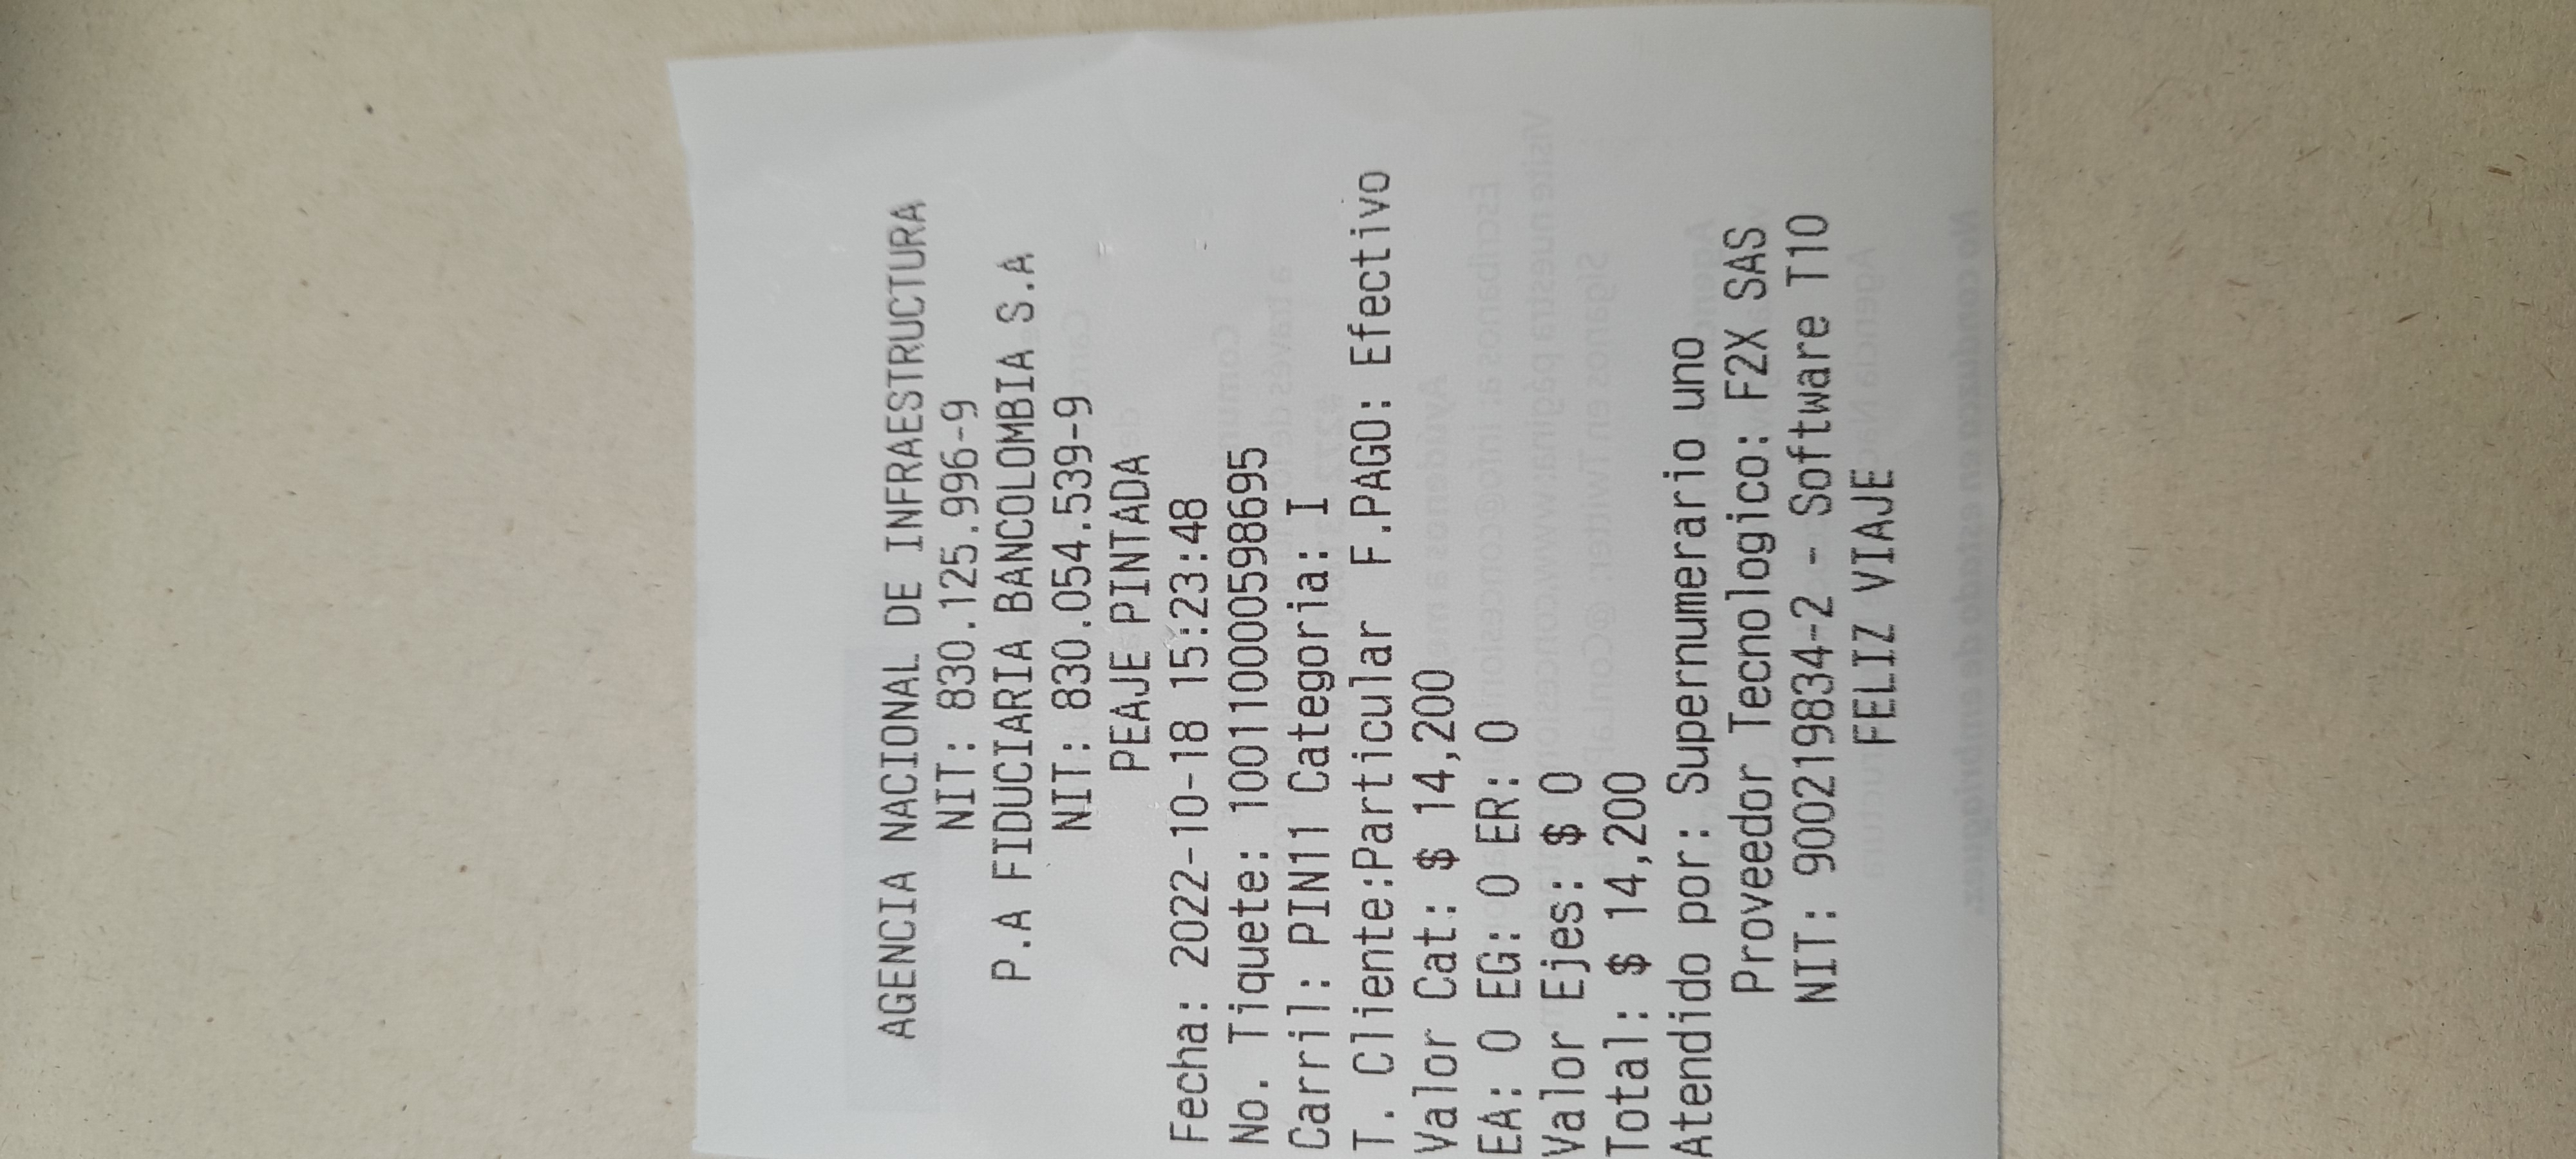 AGENCIA NACIONAL DE INFRAESTRUCTURA
NIT: 830.125.996-9
P.A FIDUCIARIA BANCOLOMBIA S.A
NIT: 830.054.539-9
PEAJE PINTADA
Fecha: 2022-10-18 15:23:48
No. Tiquete: 10011000059869​5
Carril: PIN11 Categoria: I
T. Cliente:Particular F.PAGO: Efectivo
Valor Cat: $ 14,200
EA: 0 EG: 0 ER: 0
Valor Ejes: $ 0
Total: $ 14,200
Atendido por: Supernumerario uno
Proveedor Tecnologico: F2X SAS
NIT: 900219834-2 - Software T10
FELIZ VIAJE